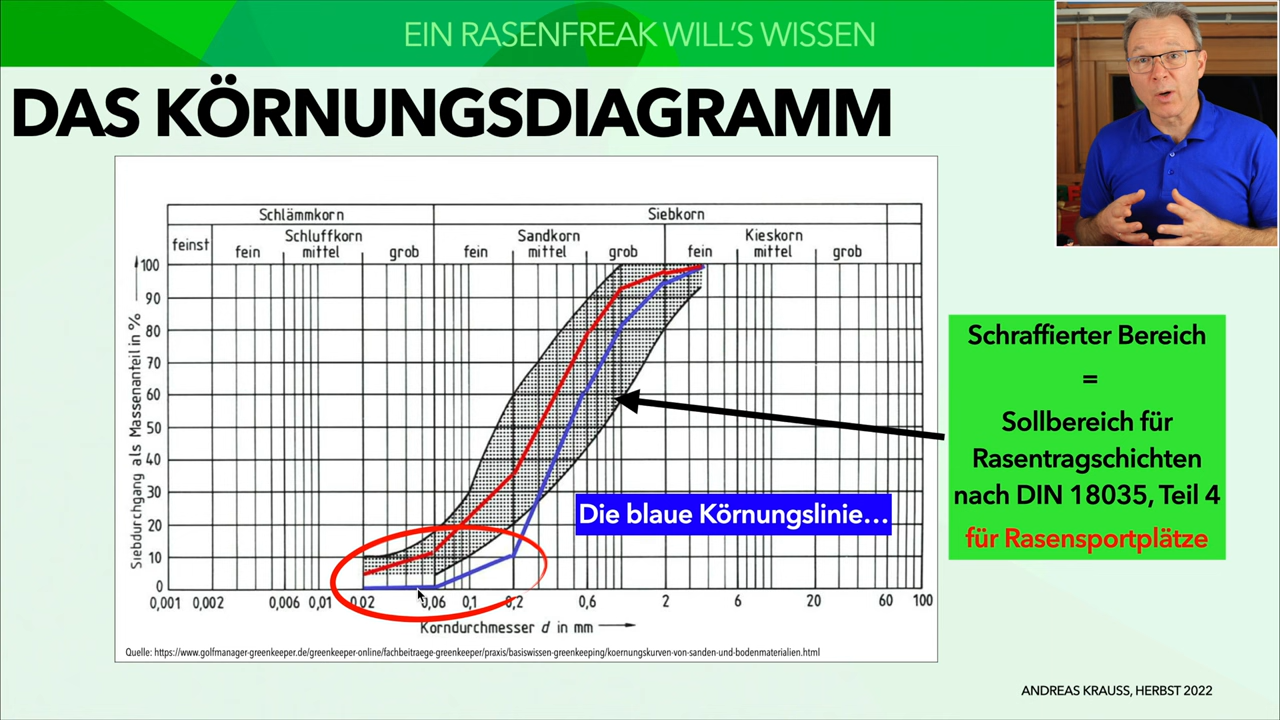 EIN RASENFREAK WILL'S WISSEN
DAS KÖRNUNGSDIAGRAMM
Schlämmkorn
Siebkorn
feinst
Schluffkorn
Sandkorn
Kieskorn
fein
mittel
grob
fein
mittel
grob
fein
mittel
grob
Siebdurchgang als Massenanteil in %
100
90
80
70
60
50
40
30
20
10
0
0,001
0,002
0,006
0,01
0,02
0,06
0,1
0,2
0,6
2
6
20
60
100
Korndurchmesser d in mm
Die blaue Körnungslinie…
Schraffierter Bereich
=
Sollbereich für
Rasentragschichten
nach DIN 18035, Teil 4
für Rasensportplätze
Quelle: https://www.golfmanager-greenkeeper.de/greenkeeper-online/fachbeitraege-greenkeeper/praxis/basiswissen-greenkeeping/koernungskurven-von-sanden-und-bodenmaterialien.html
ANDREAS KRAUSS, HERBST 2022